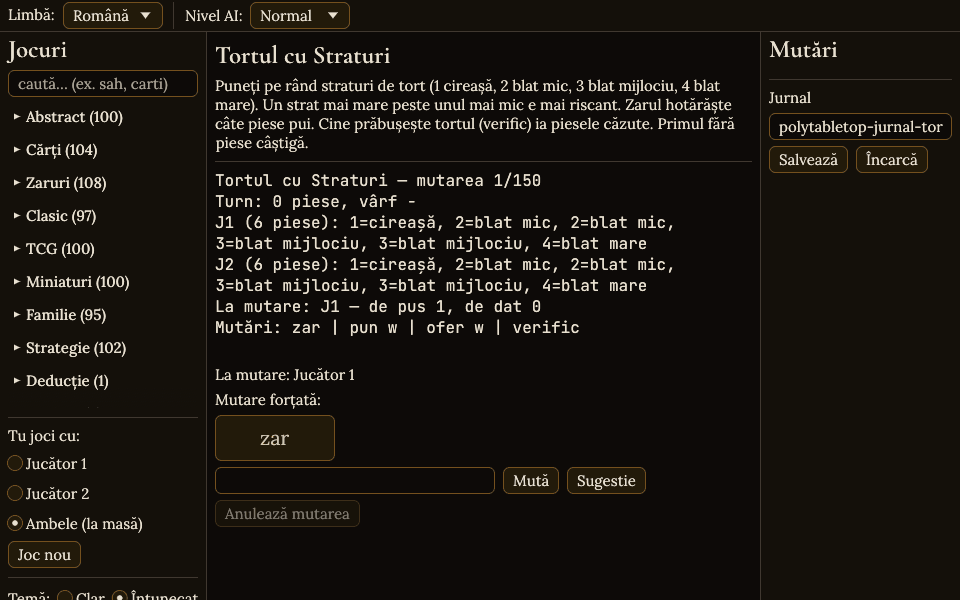 Limbă: Română ▼ Nivel AI: Normal ▼
Jocuri
caută... (ex. sah, carti)
▸ Abstract (100)
▸ Cărți (104)
▸ Zaruri (108)
▸ Clasic (97)
▸ TCG (100)
▸ Miniaturi (100)
▸ Familie (95)
▸ Strategie (102)
▸ Deducție (1)
Tu joci cu:
Jucător 1
Jucător 2
Ambele (la masă)
Joc nou
Temă: Clar Întunecat
Tortul cu Straturi
Puneți pe rând straturi de tort (1 cireașă, 2 blat mic, 3 blat mijlociu, 4 blat
mare). Un strat mai mare peste unul mai mic e mai riscant. Zarul hotărăște
câte piese pui. Cine prăbușește tortul (verific) ia piesele căzute. Primul fără
piese câștigă.
Tortul cu Straturi — mutarea 1/150
Turn: 0 piese, vârf -
J1 (6 piese): 1=cireașă, 2=blat mic, 2=blat mic,
3=blat mijlociu, 3=blat mijlociu, 4=blat mare
J2 (6 piese): 1=cireașă, 2=blat mic, 2=blat mic,
3=blat mijlociu, 3=blat mijlociu, 4=blat mare
La mutare: J1 — de pus 1, de dat 0
Mutări: zar | pun w | ofer w | verific
La mutare: Jucător 1
Mutare forțată:
zar
Mută Sugestie
Anulează mutarea
Mutări
Jurnal
polytabletop-jurnal-tor
Salvează Încarcă